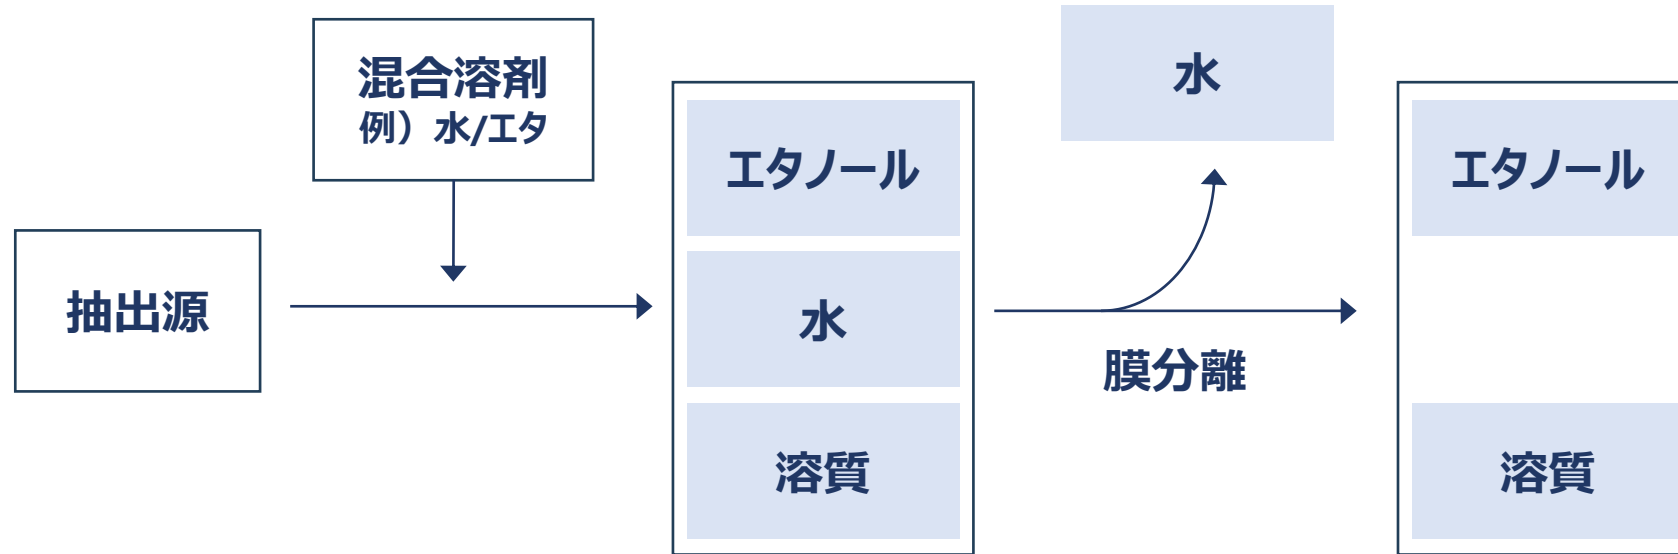 混合溶剤
例）水/エタ
抽出源
エタノール
水
溶質
水
膜分離
エタノール
溶質